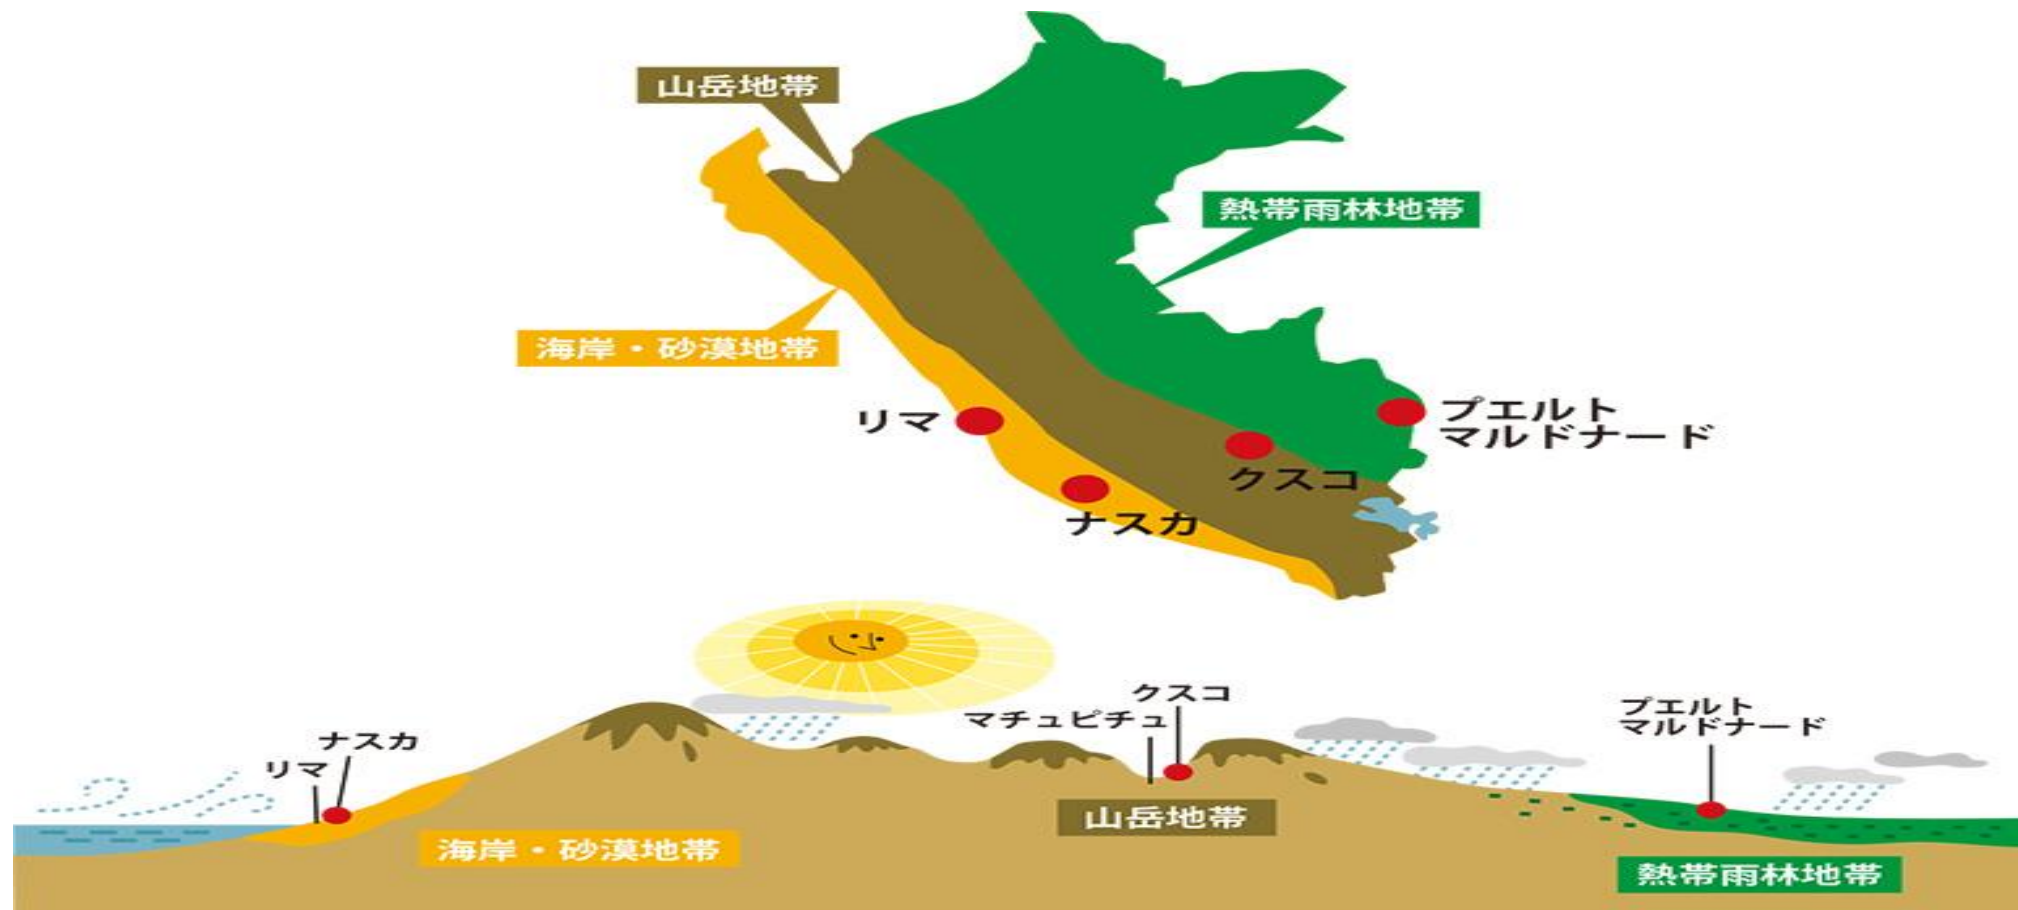 山岳地帯
熱帯雨林地帯
海岸・砂漠地帯
リマ
プエルト
マルドナード
クスコ
ナスカ
クスコ
マチュピチュ
プエルト
マルドナード
ナスカ
リマ
山岳地帯
海岸・砂漠地帯
熱帯雨林地帯